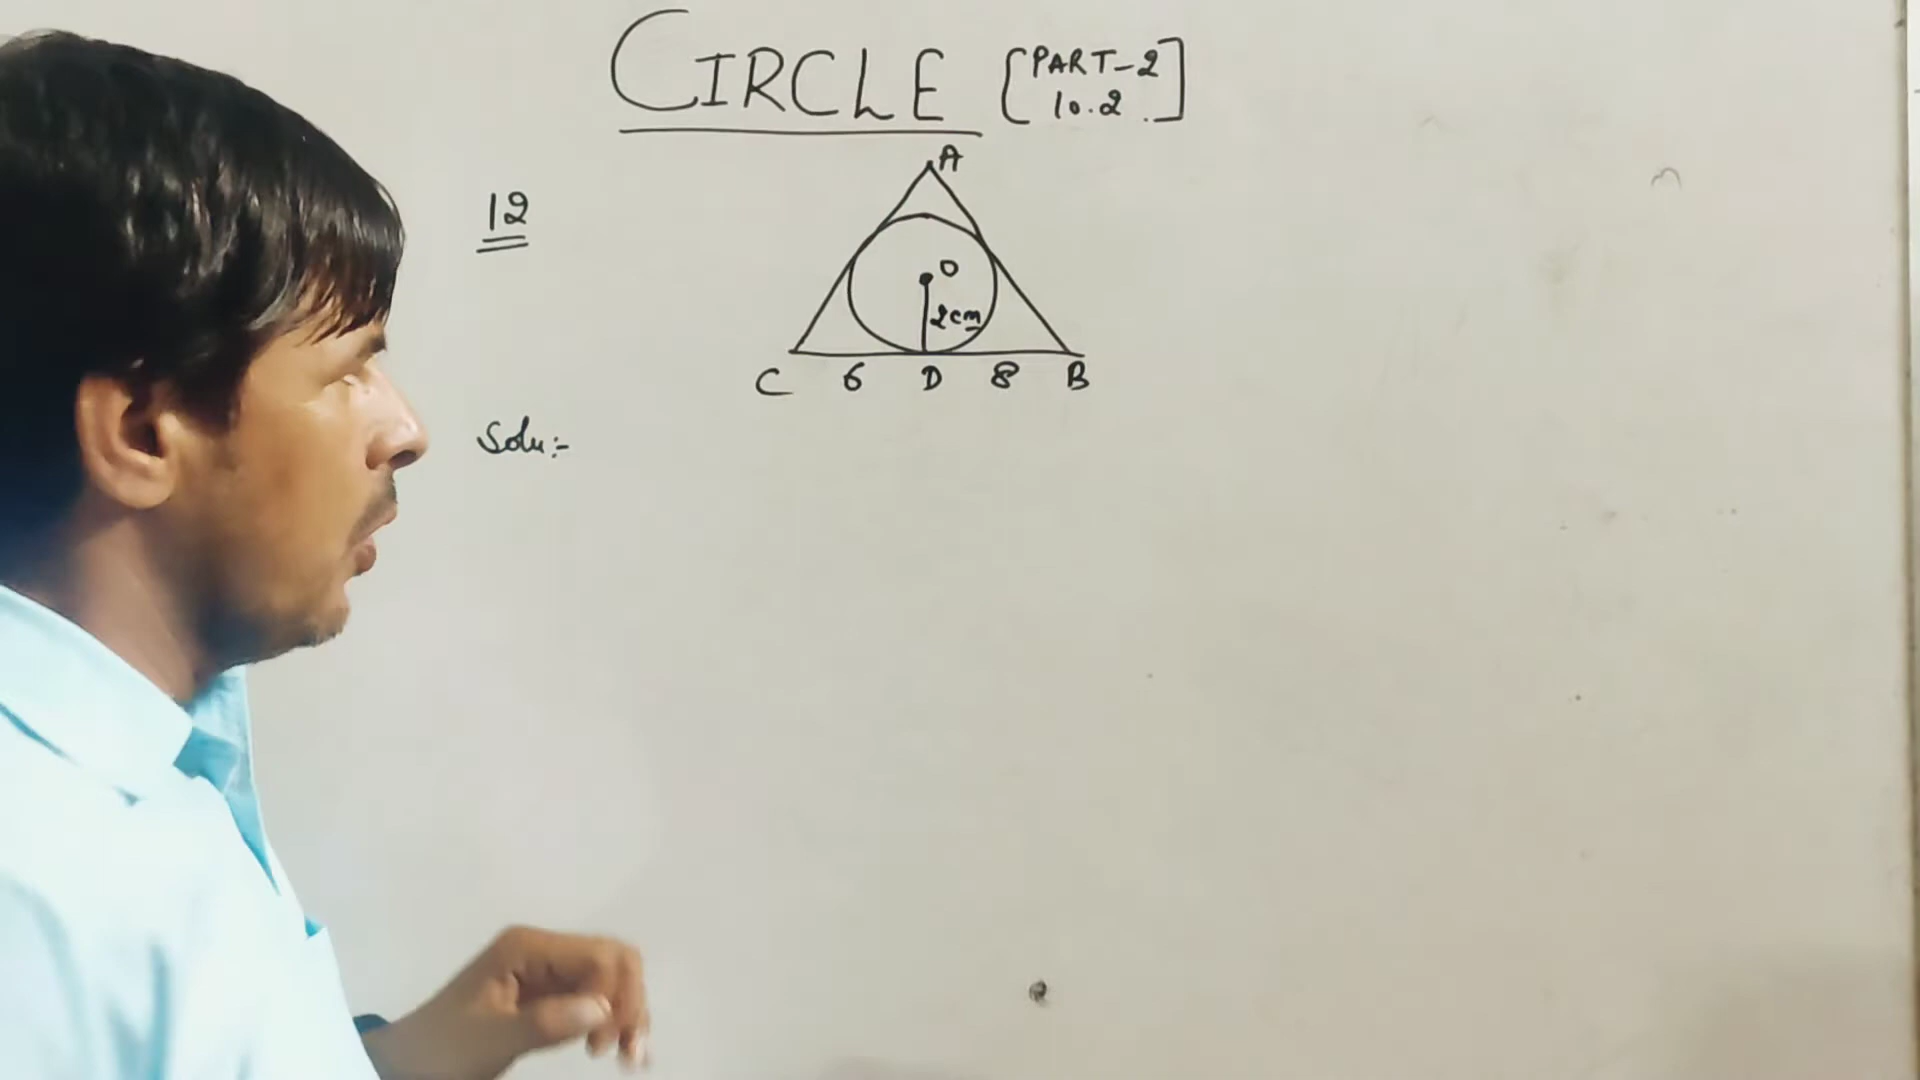 CIRCLE [PART-2
10.2.]
12
A
O
2cm
C 6 D 8 B
Solu:-